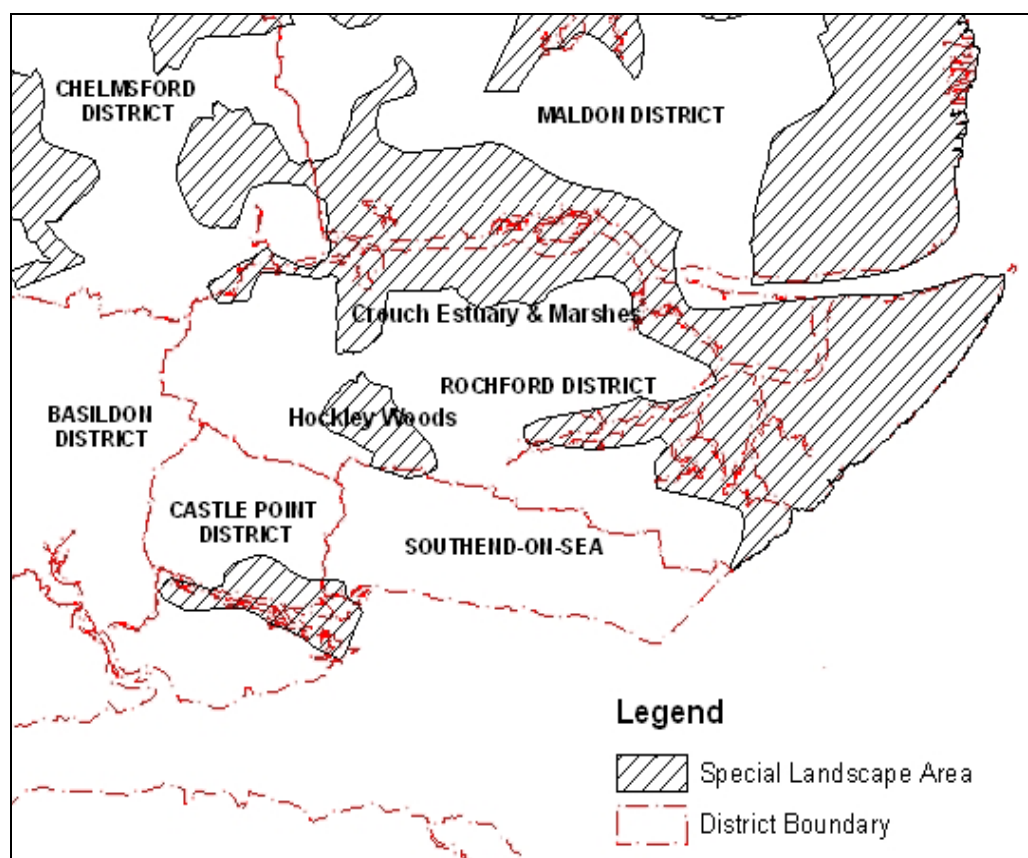 CHELMSFORD
DISTRICT
MALDON DISTRICT
Crouch Estuary & Marshes
ROCHFORD DISTRICT
BASILDON
DISTRICT
Hockley Woods
CASTLE POINT
DISTRICT
SOUTHEND-ON-SEA
Legend
Special Landscape Area
District Boundary